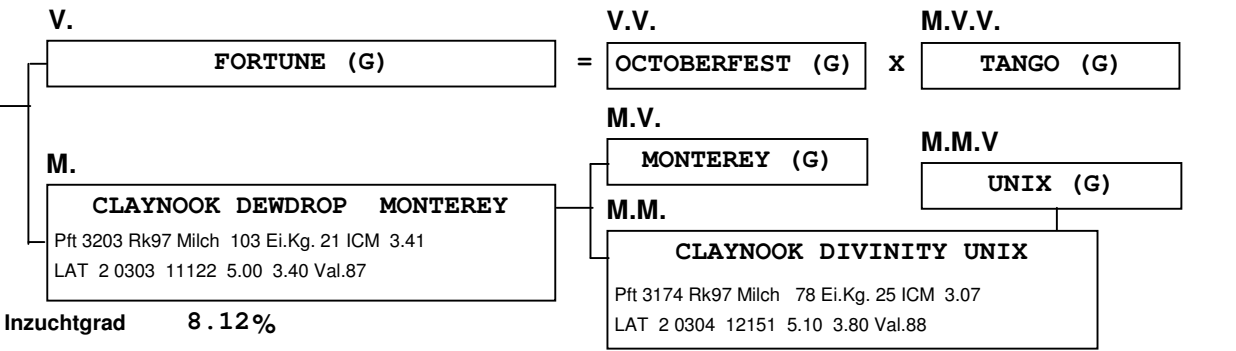 V.
FORTUNE (G)
=
V.V.
OCTOBERFEST (G)
X
M.V.V.
TANGO (G)
M.
CLAYNOOK DEWDROP MONTEREY
Pft 3203 Rk97 Milch 103 Ei.Kg. 21 ICM 3.41
LAT 2 0303 11122 5.00 3.40 Val.87
M.V.
MONTEREY (G)
M.M.V
UNIX (G)
M.M.
CLAYNOOK DIVINITY UNIX
Pft 3174 Rk97 Milch 78 Ei.Kg. 25 ICM 3.07
LAT 2 0304 12151 5.10 3.80 Val.88
Inzuchtgrad 8.12%